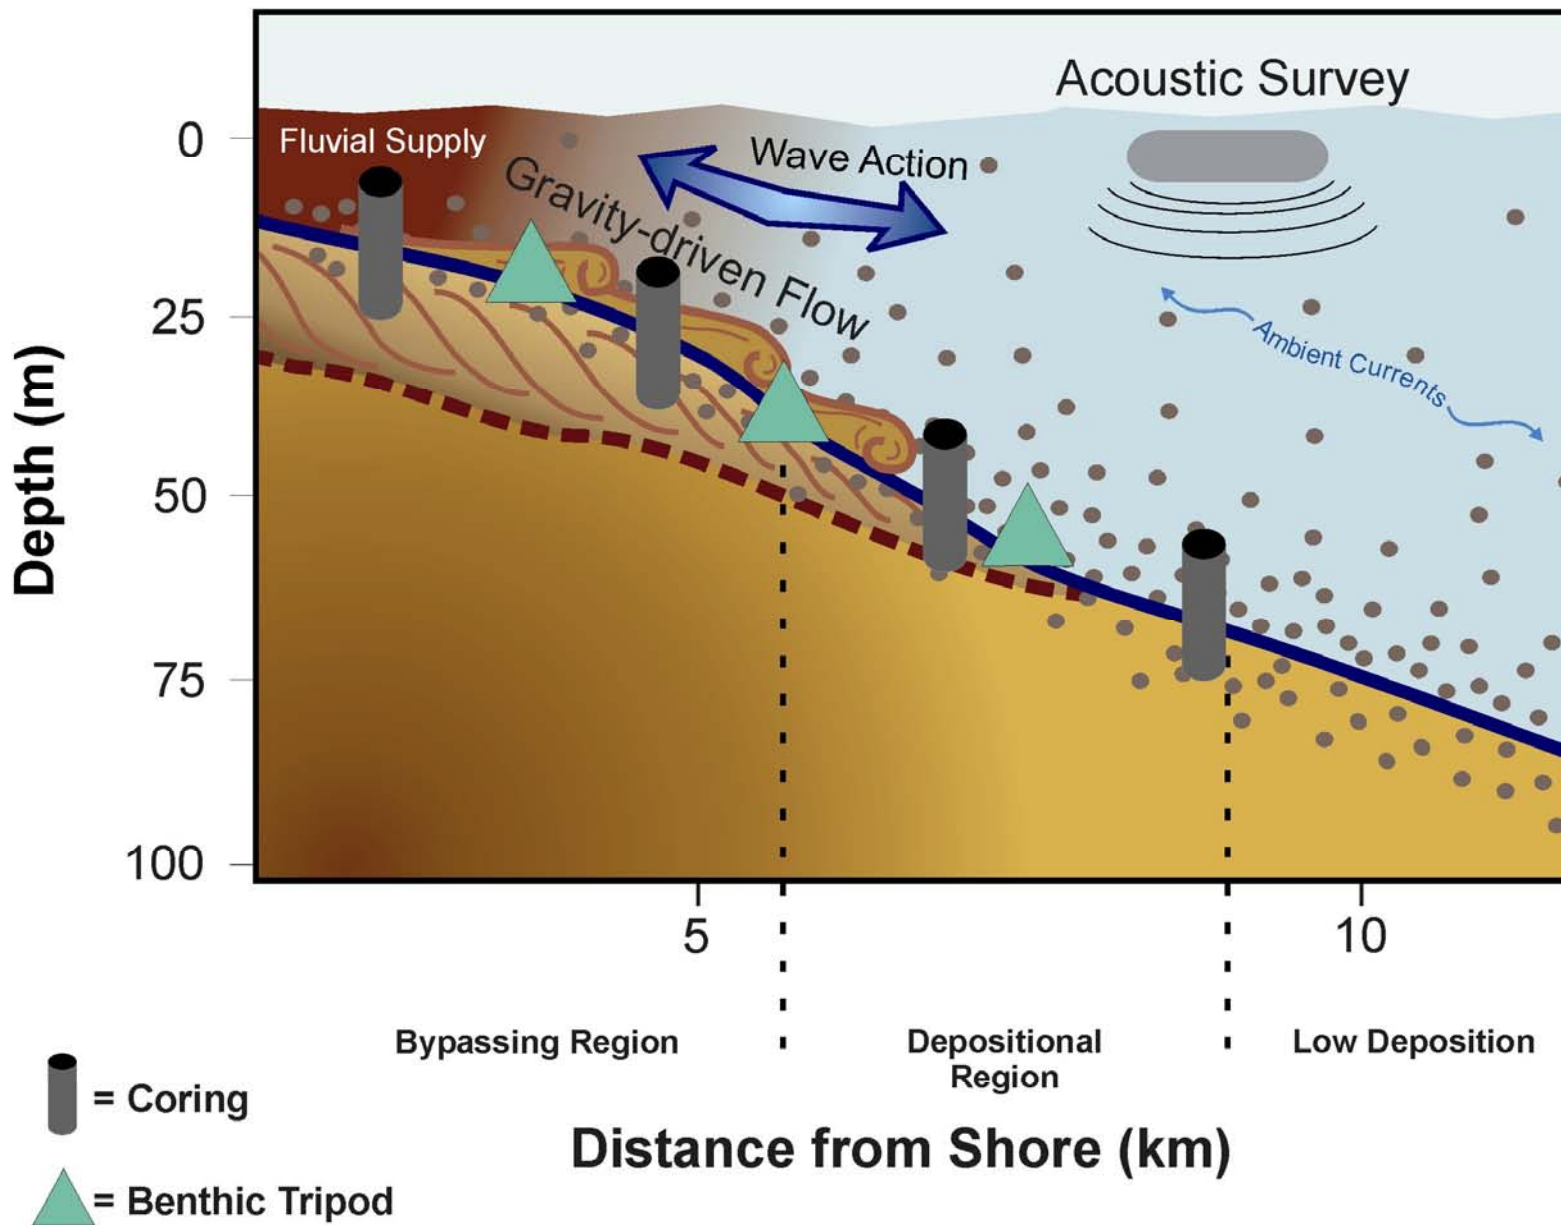 Acoustic Survey
Fluvial Supply
Wave Action
Gravity-driven Flow
Ambient Currents
Depth (m)
0
25
50
75
100
5
10
Bypassing Region
Depositional
Region
Low Deposition
Distance from Shore (km)
= Coring
= Benthic Tripod